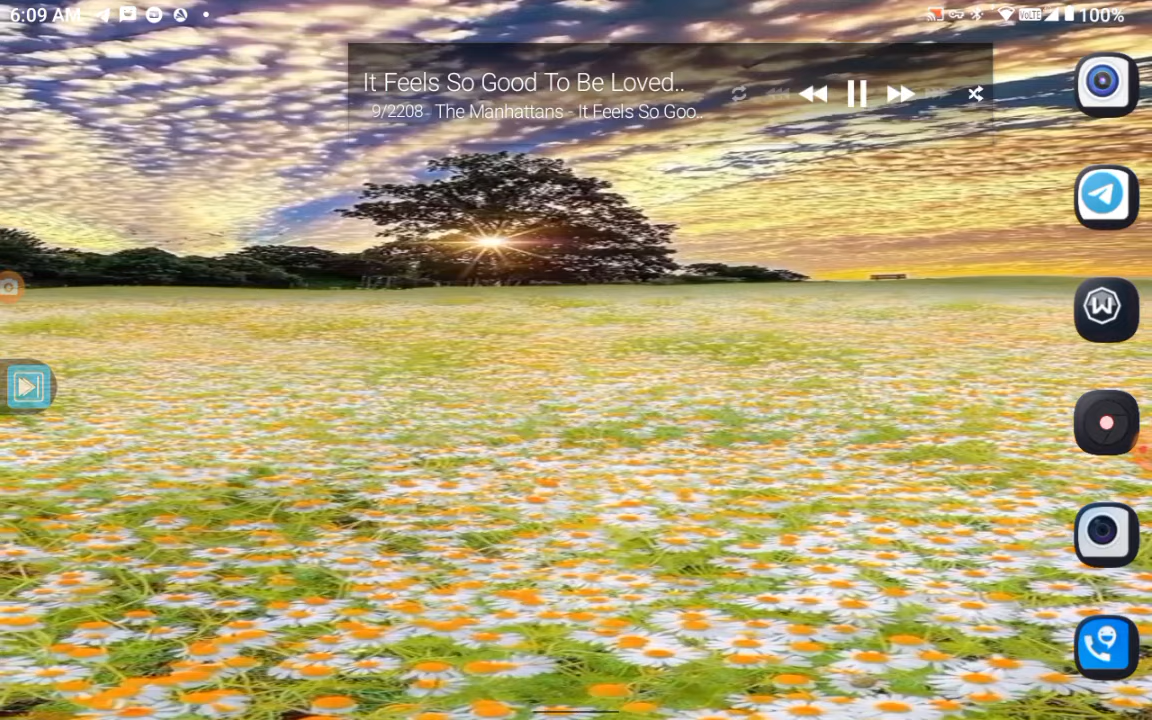 6:09 AM
VoLTE
100%
It Feels So Good To Be Loved..
9/2208 - The Manhattans - It Feels So Goo..
W